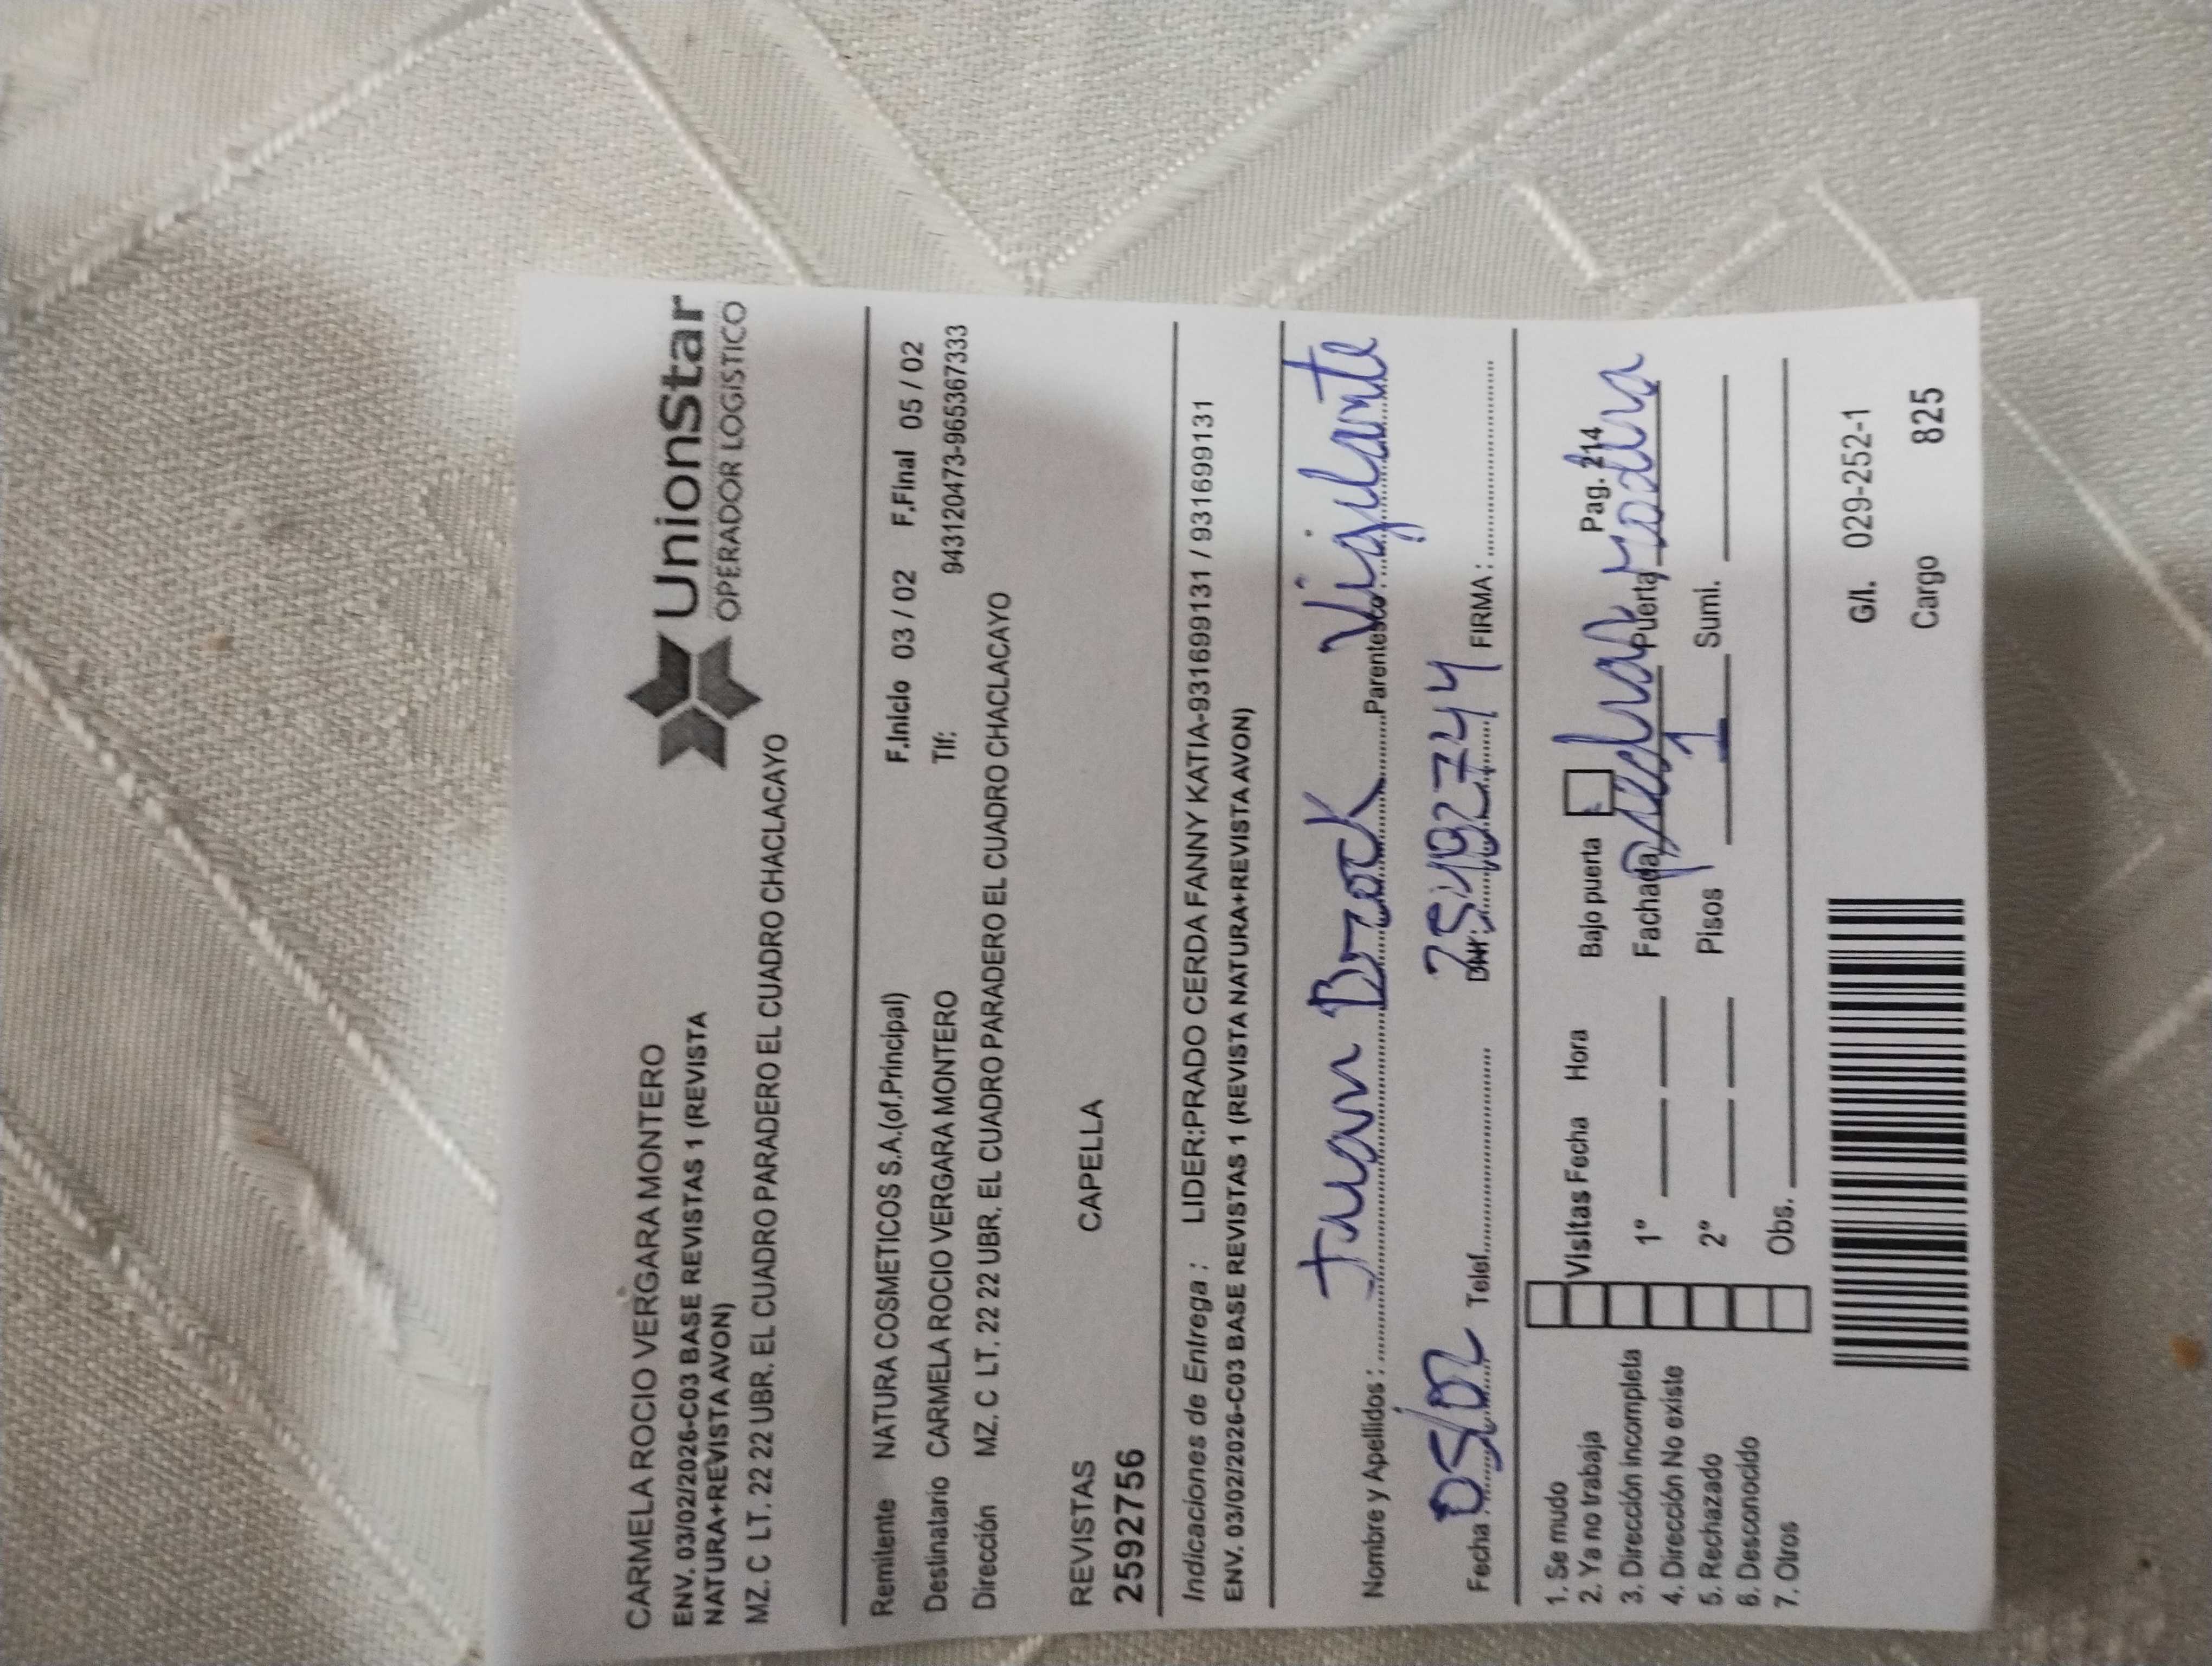 CARMELA ROCIO VERGARA MONTERO
ENV. 03/02/2026-C03 BASE REVISTAS 1 (REVISTA
NATURA+REVISTA AVON)
MZ. C LT. 22 22 UBR. EL CUADRO PARADERO EL CUADRO CHACLACAYO
UnionStar
OPERADOR LOGISTICO
Remitente NATURA COSMETICOS S.A.(of.Principal) F.Inicio 03 / 02 F.Final 05 / 02
Destinatario CARMELA ROCIO VERGARA MONTERO Tlf: 943120473-965367333
Dirección MZ. C LT. 22 22 UBR. EL CUADRO PARADERO EL CUADRO CHACLACAYO
REVISTAS CAPELLA
2592756
Indicaciones de Entrega : LIDER:PRADO CERDA FANNY KATIA-931699131 / 931699131
ENV. 03/02/2026-C03 BASE REVISTAS 1 (REVISTA NATURA+REVISTA AVON)
Nombre y Apellidos : Juan Brock Parentesco : Vigilante
Fecha : 05/02 Telef. DNI: 25492744 FIRMA :
1. Se mudo
2. Ya no trabaja
3. Dirección incompleta
4. Dirección No existe
5. Rechazado
6. Desconocido
7. Otros
Visitas Fecha Hora Bajo puerta Pag. 214
1º Fachada Puerta
2º Pisos 1 Sumi.
Obs.
G/I. 029-252-1
Cargo 825